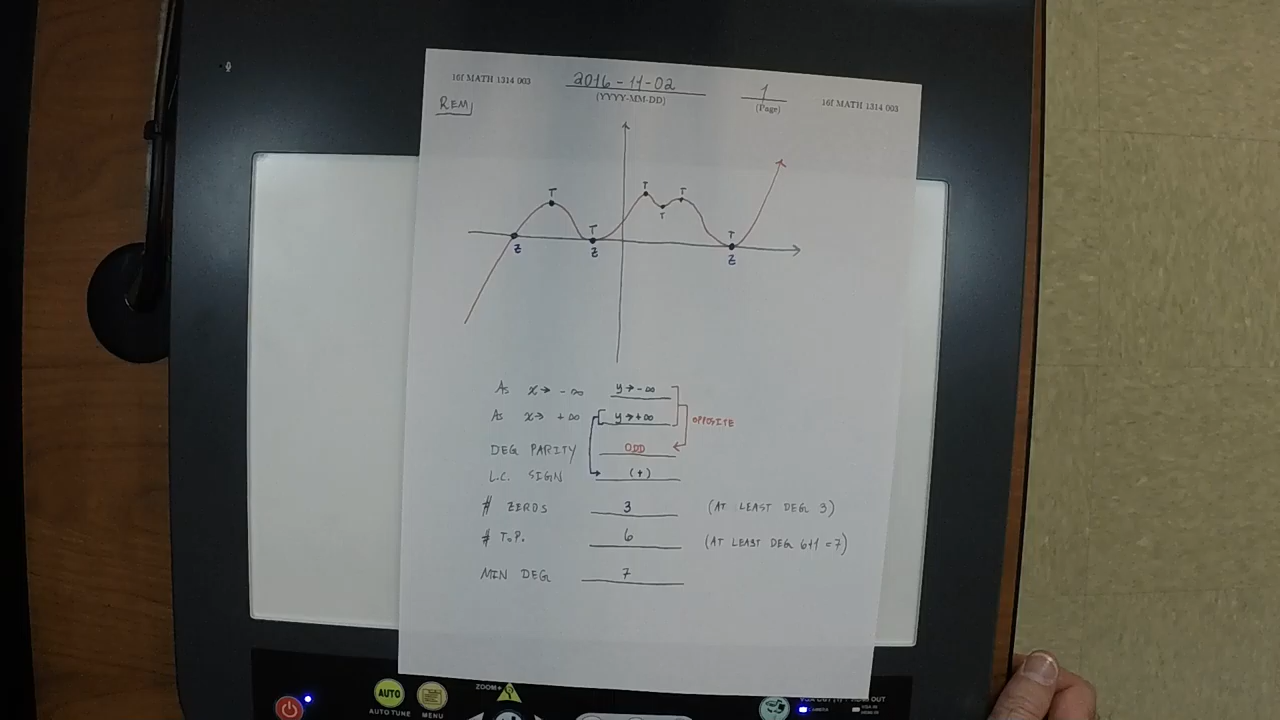 16f MATH 1314 003
2016-11-02
(YYYY-MM-DD)
1
(Page)
16f MATH 1314 003
REM
T
T
T
T
T
T
Z
Z
Z
AS x→ -∞ y→-∞
AS x→ +∞ y→+∞
OPPOSITE
DEG PARITY ODD
L.C. SIGN (+)
# ZEROS 3 (AT LEAST DEG 3)
# T.P. 6 (AT LEAST DEG 6+1 = 7)
MIN DEG 7
AUTO
AUTO TUNE
MENU
ZOOM+